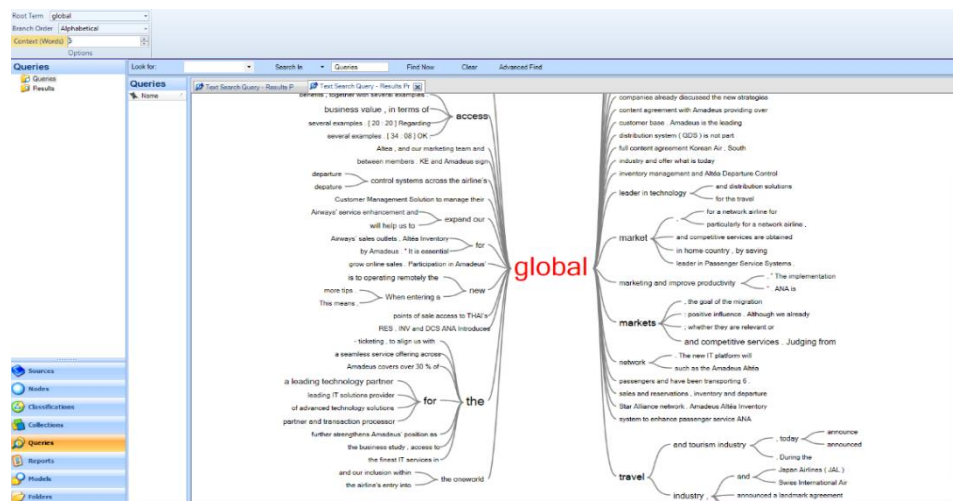 Root Term global
Branch Order Alphabetical
Context (Words) 5
Options
Queries
Look for:
Search In
Queries
Find Now
Clear
Advanced Find
Queries
Results
Queries
Name
Text Search Query - Results P
Text Search Query - Results Pr
benefits , together with several examples
business value , in terms of
several examples . [ 20 : 20 ] Regarding
several examples . [ 34 : 08 ] OK
access
Altea , and our marketing team and
between members . KE and Amadeus sign
departure
depature
control systems across the airline's
Customer Management Solution to manage their
Airways' service enhancement and
will help us to
expand our
Airways' sales outlets , Altéa Inventory
by Amadeus . " It is essential
for
grow online sales . Participation in Amadeus'
is to operating remotely the
more tips .
This means ,
When entering a
new
points of sale access to THAI's
RES , INV and DCS ANA Introduces
- ticketing , to align us with
a seamless service offering across
Amadeus covers over 30 % of
a leading technology partner
leading IT solutions provider
of advanced technology solutions
partner and transaction processor
for
further strengthens Amadeus' position as
the business study , access to
the finest IT services in
the
and our inclusion within
the airline's entry into
the oneworld
global
companies already discussed the new strategies
content agreement with Amadeus providing over
customer base . Amadeus is the leading
distribution system ( GDS ) is not part
full content agreement Korean Air , South
industry and offer what is today
inventory management and Altéa Departure Control
leader in technology
and distribution solutions
for the travel
market
,
for a network airline for
particularly for a network airline ,
and competitive services are obtained
in home country , by saving
leader in Passenger Service Systems .
marketing and improve productivity
. " The implementation
" . ANA is
markets
, the goal of the migration
: positive influence . Although we already
; whether they are relevant or
and competitive services . Judging from
network
. The new IT platform will
such as the Amadeus Altéa
passengers and have been transporting 6 .
sales and reservations , inventory and departure
Star Alliance network . Amadeus Altéa Inventory
system to enhance passenger service ANA
travel
and tourism industry
, today
announce
announced
. During the
industry ,
and
Japan Airlines ( JAL )
Swiss International Air
announced a landmark agreement
Sources
Nodes
Classifications
Collections
Queries
Reports
Models
Folders